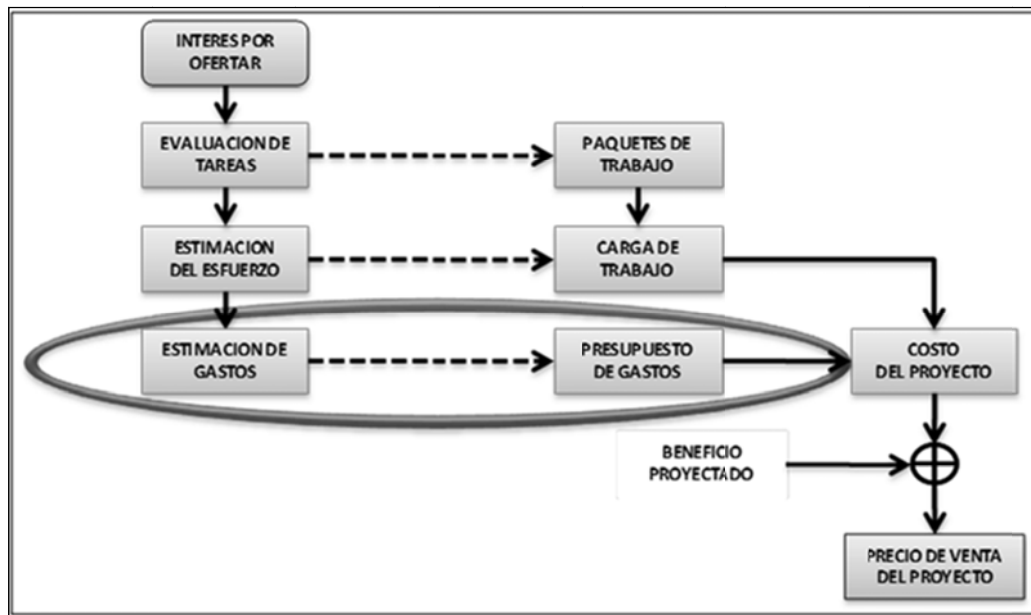 INTERES POR
OFERTAR
EVALUACION DE
TAREAS
PAQUETES DE
TRABAJO
ESTIMACION
DEL ESFUERZO
CARGA DE
TRABAJO
ESTIMACION DE
GASTOS
PRESUPUESTO
DE GASTOS
COSTO
DEL PROYECTO
BENEFICIO
PROYECTADO
PRECIO DE VENTA
DEL PROYECTO